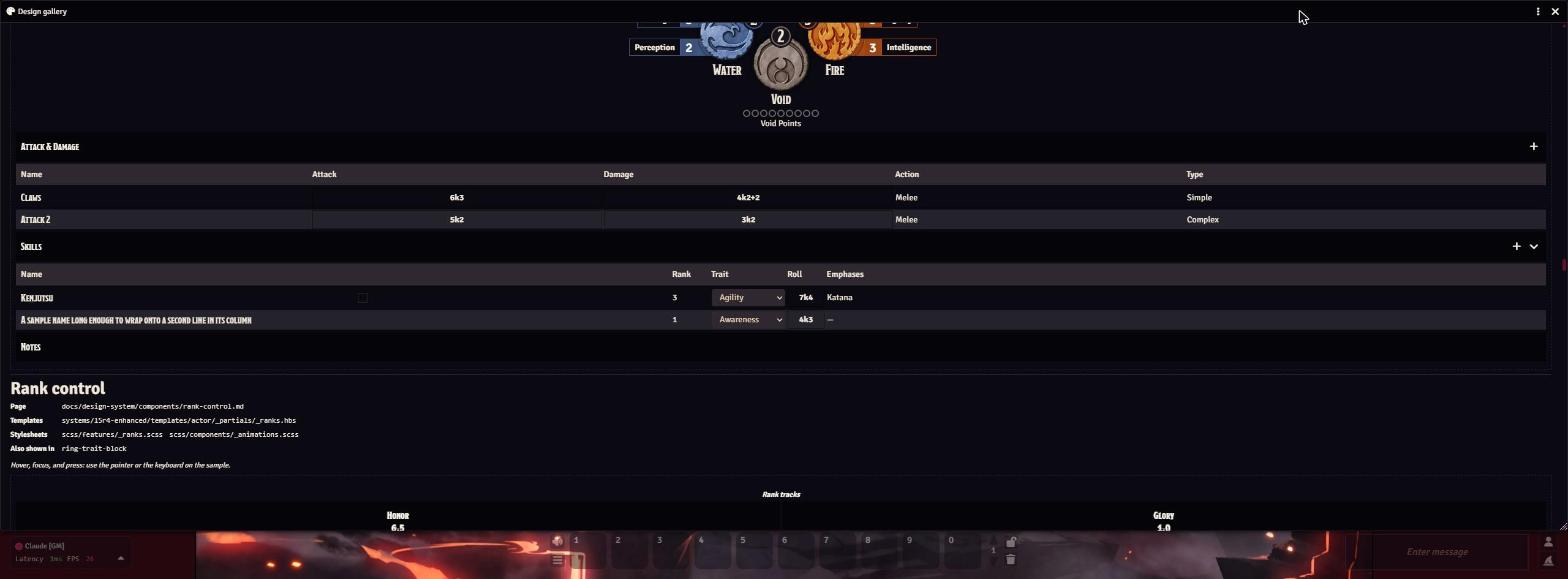 Design gallery
2
Perception 2
3 Intelligence
Water
Fire
Void
Void Points
Attack & Damage
Name Attack Damage Action Type
Claws 6k3 4k2+2 Melee Simple
Attack 2 5k2 3k2 Melee Complex
Skills
Name Rank Trait Roll Emphases
Kenjutsu 3 Agility 7k4 Katana
A sample name long enough to wrap onto a second line in its column 1 Awareness 4k3 —
Notes
Rank control
Page docs/design-system/components/rank-control.md
Templates systems/l5r4-enhanced/templates/actor/_partials/_ranks.hbs
Stylesheets scss/features/_ranks.scss scss/components/_animations.scss
Also shown in ring-trait-block
Hover, focus, and press: use the pointer or the keyboard on the sample.
Rank tracks
Honor Glory
6.5 1.0
Claude [GM]
Latency 3ms FPS 26
1 2 3 4 5 6 7 8 9 0
1
Enter message